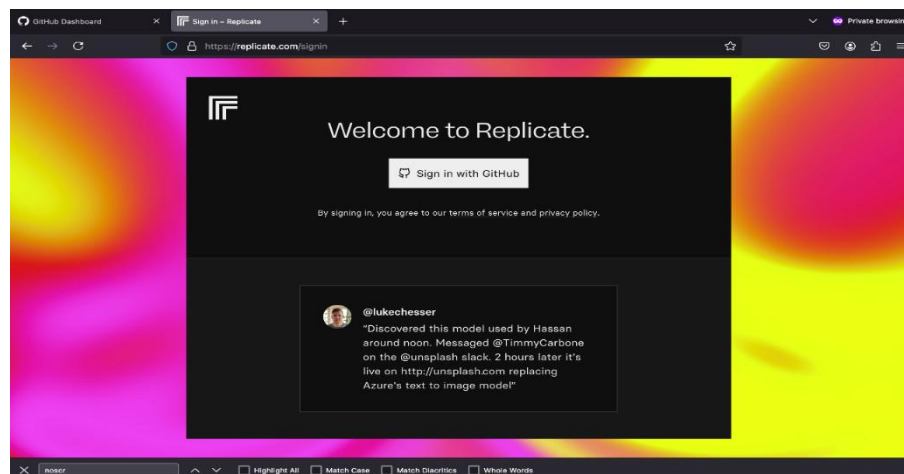 GitHub Dashboard
Sign in – Replicate
Private browsin
https://replicate.com/signin
Welcome to Replicate.
Sign in with GitHub
By signing in, you agree to our terms of service and privacy policy.
@lukechesser
“Discovered this model used by Hassan
around noon. Messaged @TimmyCarbone
on the @unsplash slack. 2 hours later it's
live on http://unsplash.com replacing
Azure's text to image model”
noscr
Highlight All
Match Case
Match Diacritics
Whole Words